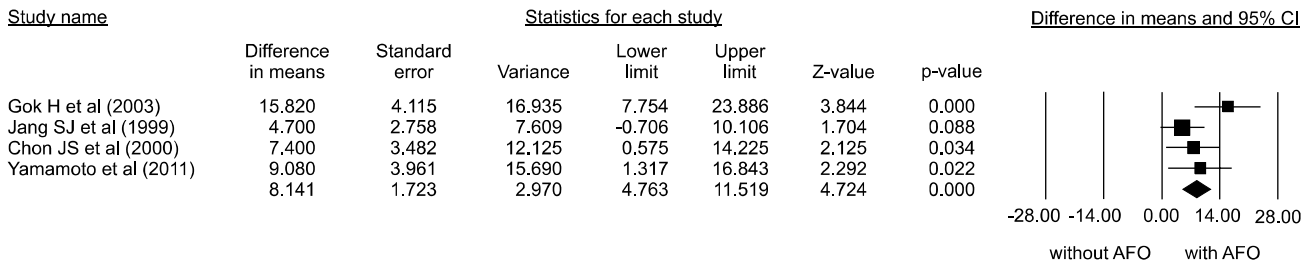 Study name Statistics for each study Difference in means and 95% CI
Difference in means Standard error Variance Lower limit Upper limit Z-value p-value
Gok H et al (2003) 15.820 4.115 16.935 7.754 23.886 3.844 0.000
Jang SJ et al (1999) 4.700 2.758 7.609 -0.706 10.106 1.704 0.088
Chon JS et al (2000) 7.400 3.482 12.125 0.575 14.225 2.125 0.034
Yamamoto et al (2011) 9.080 3.961 15.690 1.317 16.843 2.292 0.022
8.141 1.723 2.970 4.763 11.519 4.724 0.000
-28.00 -14.00 0.00 14.00 28.00
without AFO with AFO